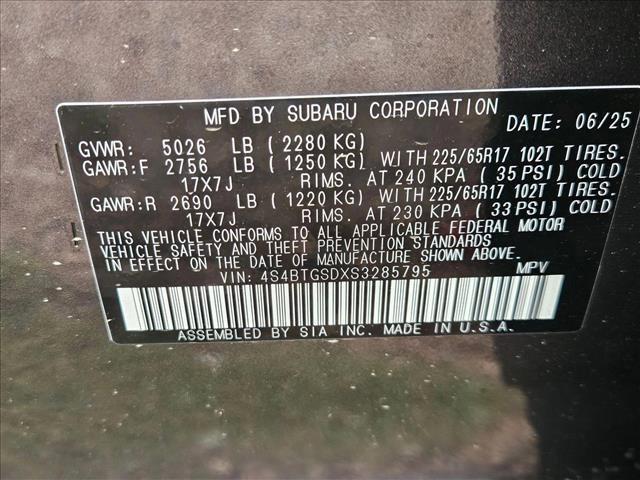 MFD BY SUBARU CORPORATION DATE: 06/25
GVWR: 5026 LB (2280 KG)
GAWR:F 2756 LB (1250 KG) WITH 225/65R17 102T TIRES.
17X7J RIMS. AT 240 KPA (35 PSI) COLD
GAWR:R 2690 LB (1220 KG) WITH 225/65R17 102T TIRES.
17X7J RIMS. AT 230 KPA (33 PSI) COLD
THIS VEHICLE CONFORMS TO ALL APPLICABLE FEDERAL MOTOR
VEHICLE SAFETY AND THEFT PREVENTION STANDARDS
IN EFFECT ON THE DATE OF MANUFACTURE SHOWN ABOVE.
VIN: 4S4BTGSDXS3285795 MPV
ASSEMBLED BY SIA INC. MADE IN U.S.A.